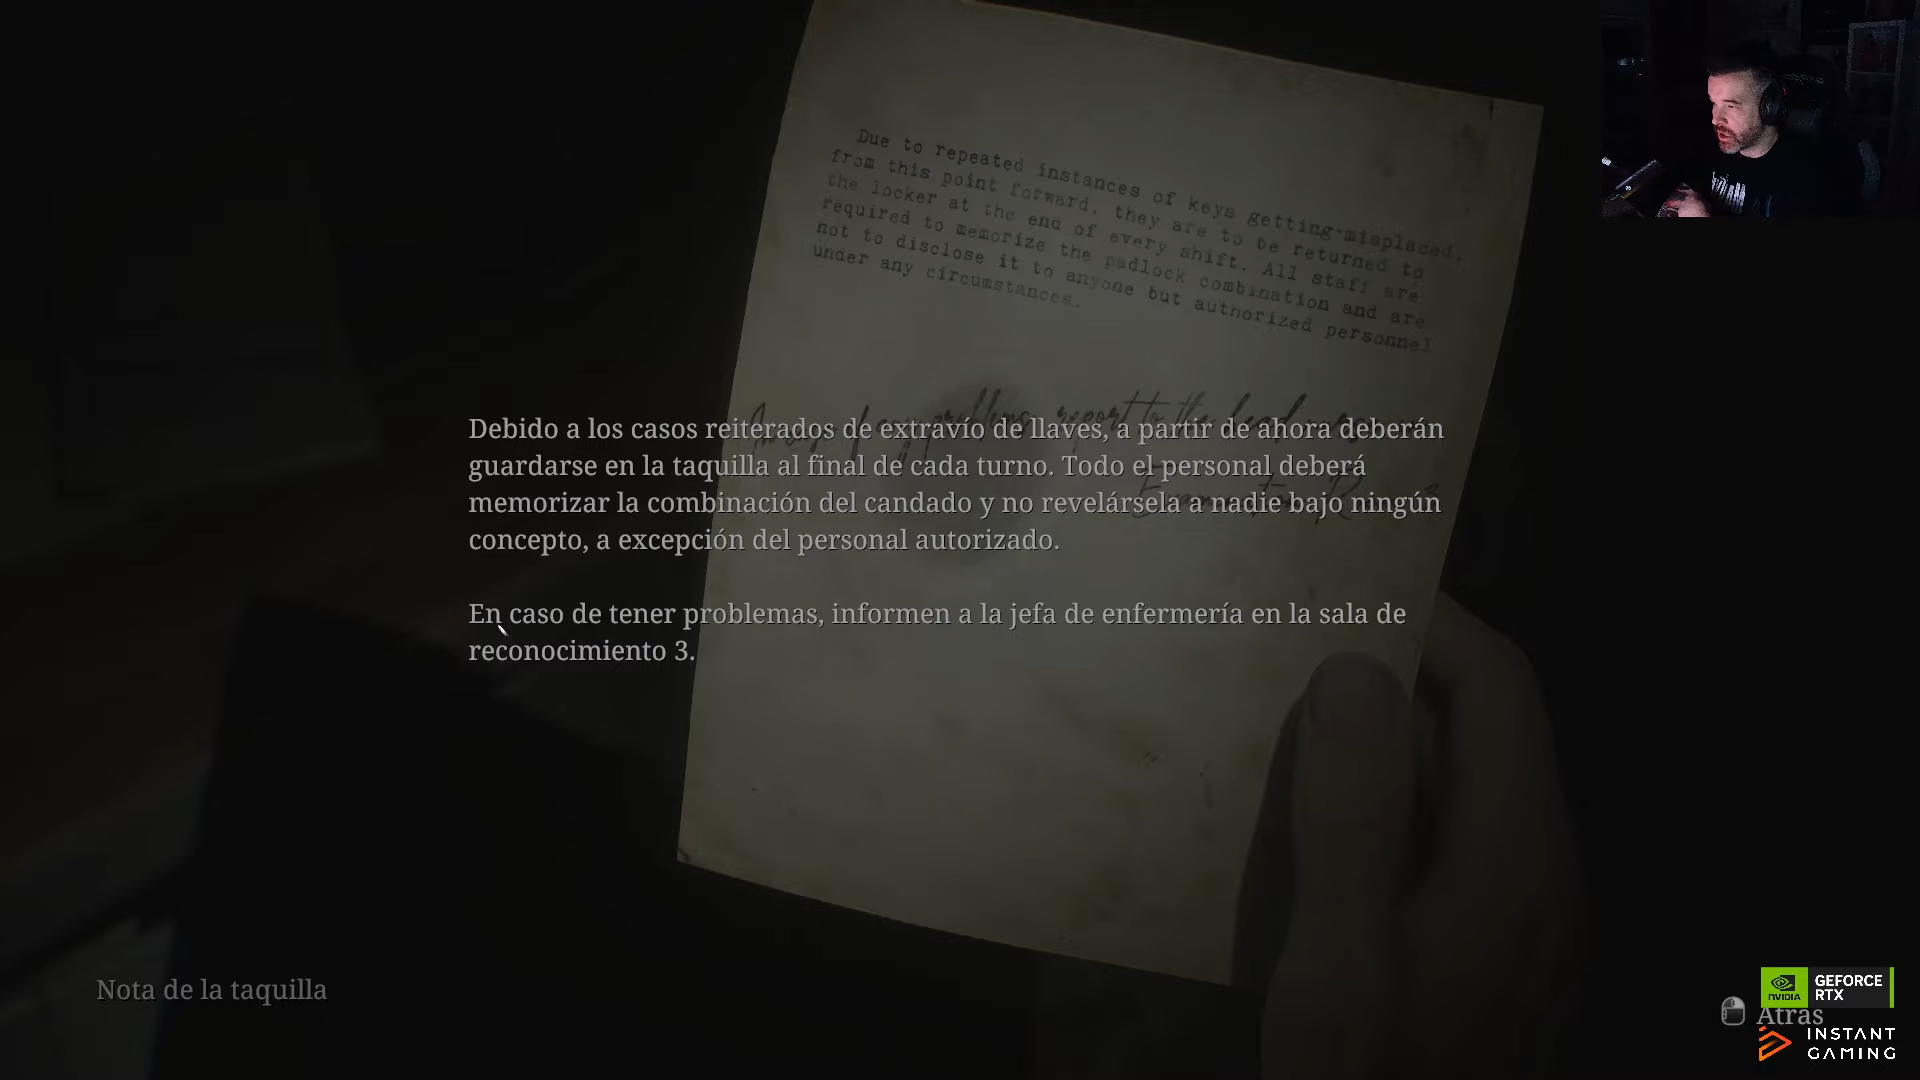 Due to repeated instances of keys getting misplaced,
from this point forward, they are to be returned to
the locker at the end of every shift. All staff are
required to memorize the padlock combination and are
not to disclose it to anyone but authorized personnel
under any circumstances.
problems, report to the lead
Debido a los casos reiterados de extravío de llaves, a partir de ahora deberán
guardarse en la taquilla al final de cada turno. Todo el personal deberá
memorizar la combinación del candado y no revelársela a nadie bajo ningún
concepto, a excepción del personal autorizado.
En caso de tener problemas, informen a la jefa de enfermería en la sala de
reconocimiento 3.
Nota de la taquilla
GEFORCE
RTX
NVIDIA
Atrás
INSTANT
GAMING